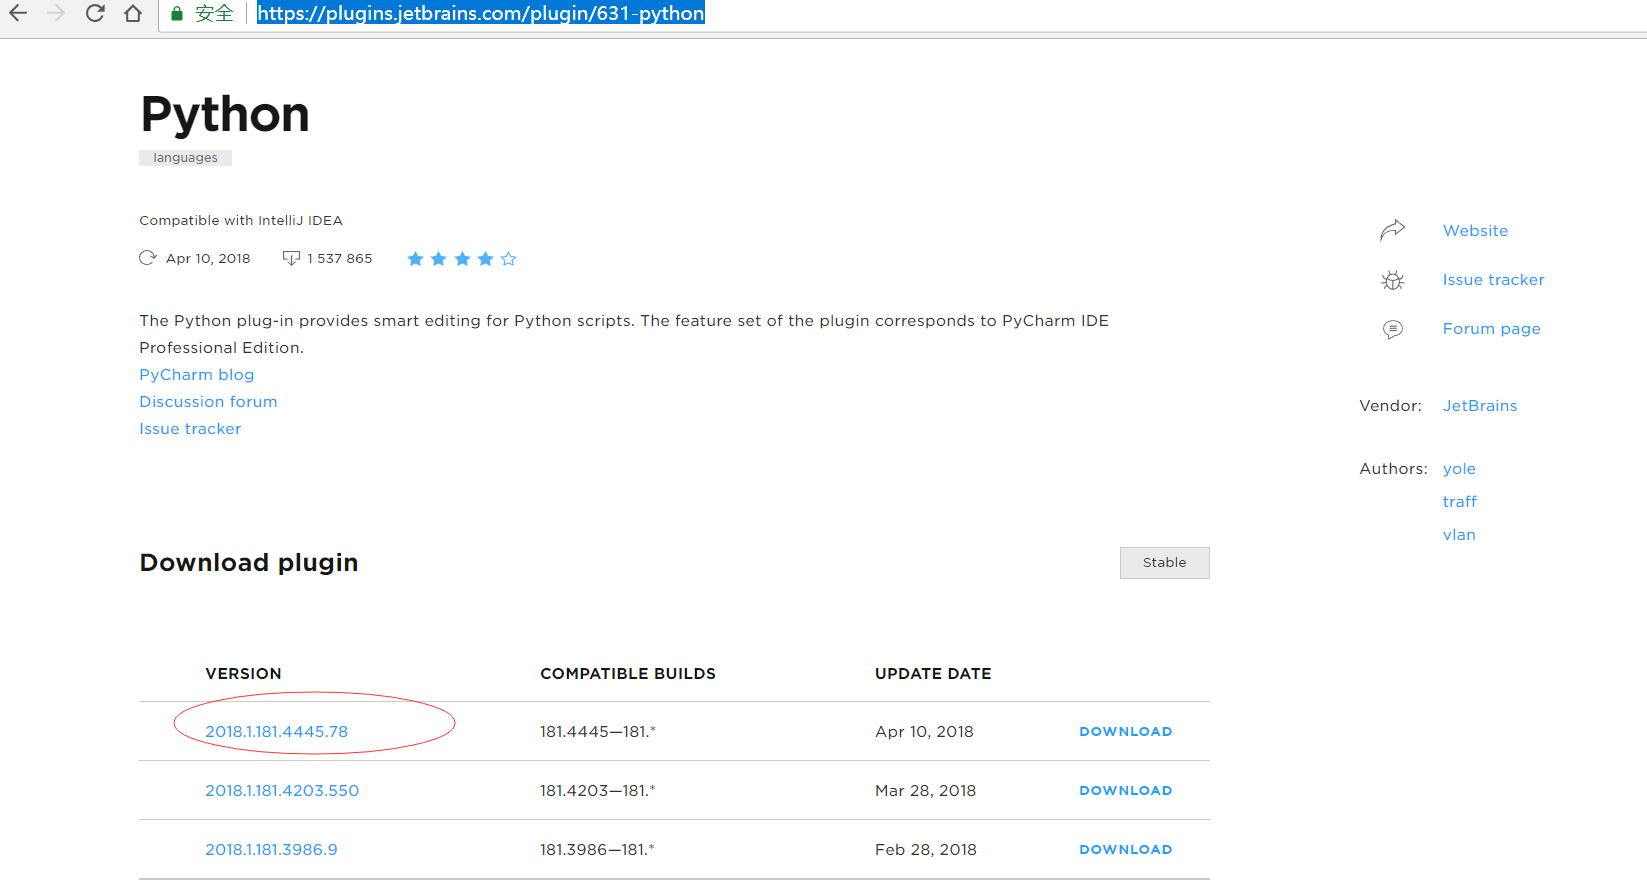 安全 https://plugins.jetbrains.com/plugin/631-python
Python
languages
Compatible with IntelliJ IDEA
Apr 10, 2018 1 537 865
The Python plug-in provides smart editing for Python scripts. The feature set of the plugin corresponds to PyCharm IDE
Professional Edition.
PyCharm blog
Discussion forum
Issue tracker
Website
Issue tracker
Forum page
Vendor: JetBrains
Authors: yole
traff
vlan
Download plugin Stable
VERSION COMPATIBLE BUILDS UPDATE DATE
2018.1.181.4445.78 181.4445—181.* Apr 10, 2018 DOWNLOAD
2018.1.181.4203.550 181.4203—181.* Mar 28, 2018 DOWNLOAD
2018.1.181.3986.9 181.3986—181.* Feb 28, 2018 DOWNLOAD